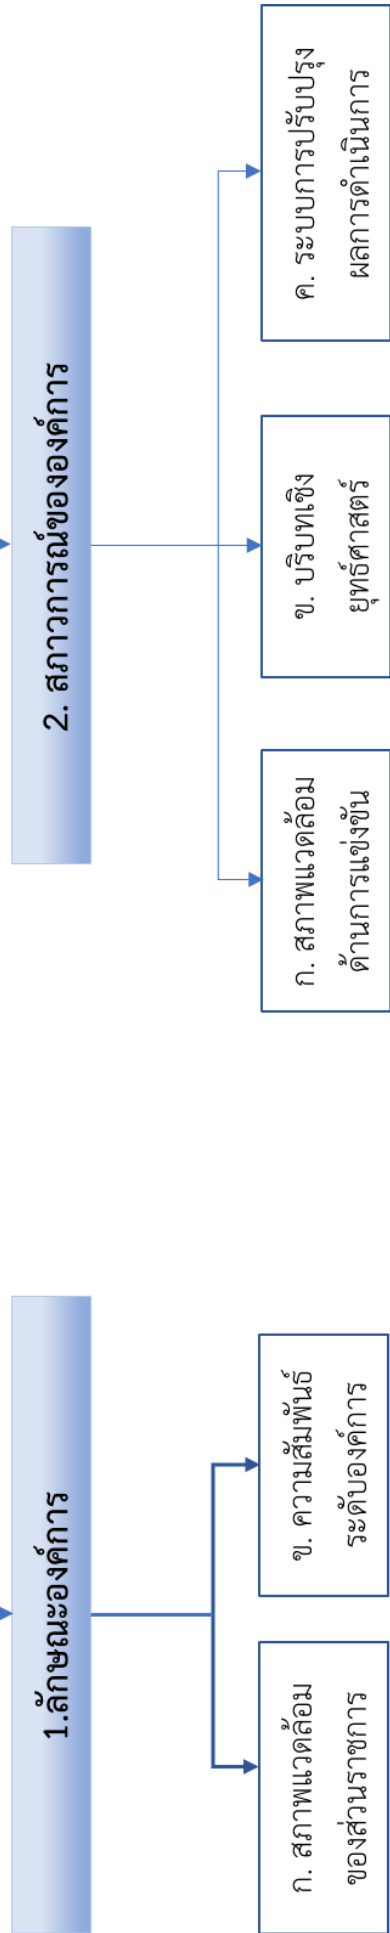 1.ลักษณะองค์การ
ก. สภาพแวดล้อม
ของส่วนราชการ
ข. ความสัมพันธ์
ระดับองค์การ
2. สภาวการณ์ขององค์การ
ก. สภาพแวดล้อม
ด้านการแข่งขัน
ข. บริบทเชิง
ยุทธ์ศาสตร์
ค. ระบบการปรับปรุง
ผลการดำเนินการ